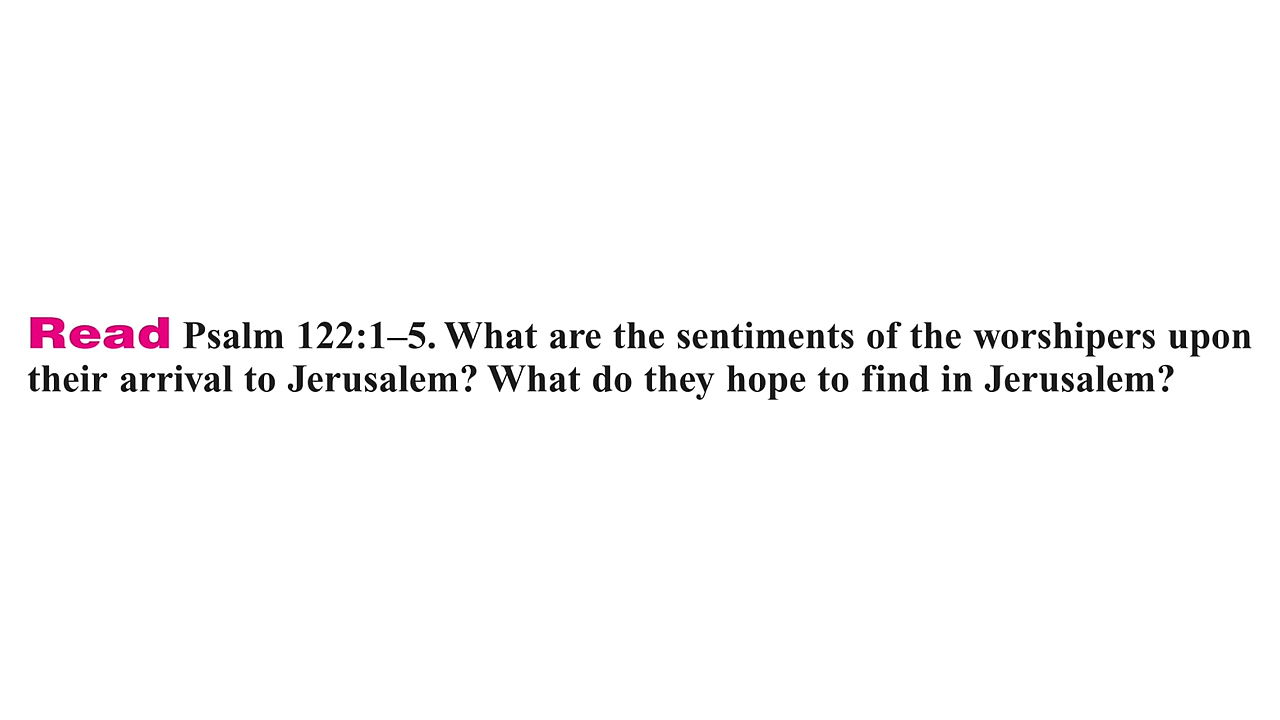 Read Psalm 122:1–5. What are the sentiments of the worshipers upon
their arrival to Jerusalem? What do they hope to find in Jerusalem?